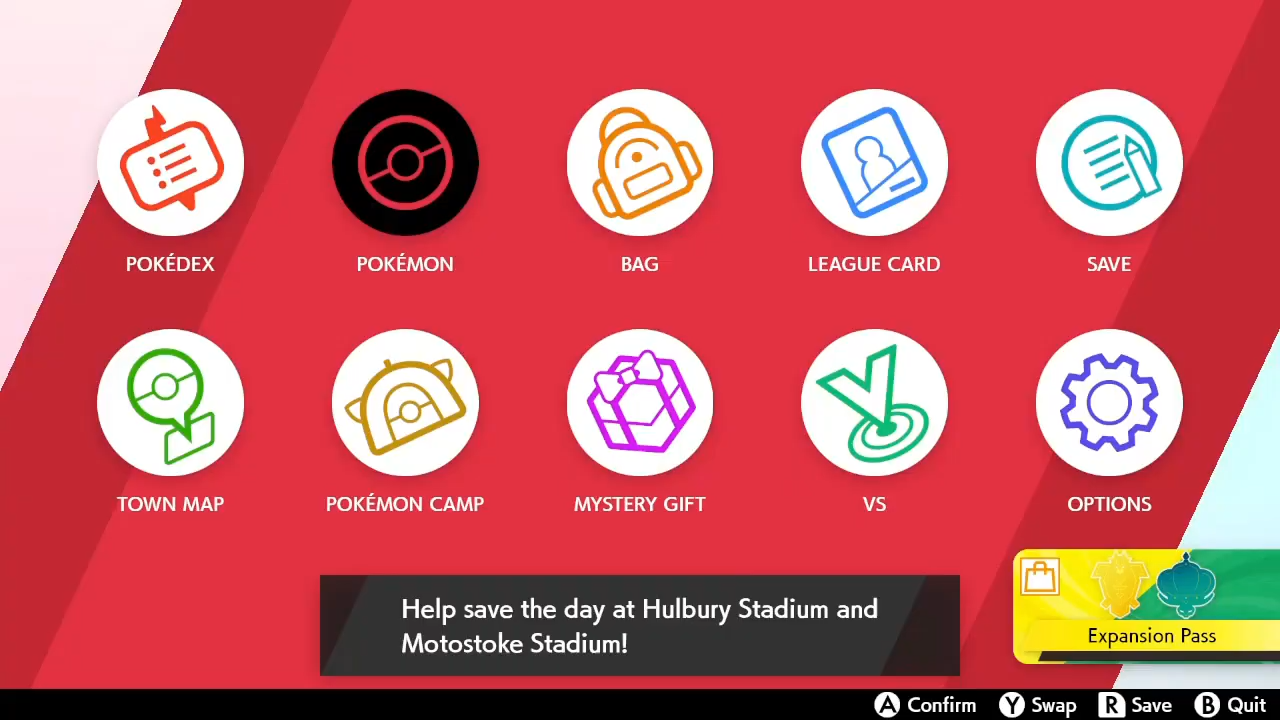 POKÉDEX
POKÉMON
BAG
LEAGUE CARD
SAVE
TOWN MAP
POKÉMON CAMP
MYSTERY GIFT
VS
OPTIONS
Help save the day at Hulbury Stadium and
Motostoke Stadium!
Expansion Pass
A Confirm Y Swap R Save B Quit